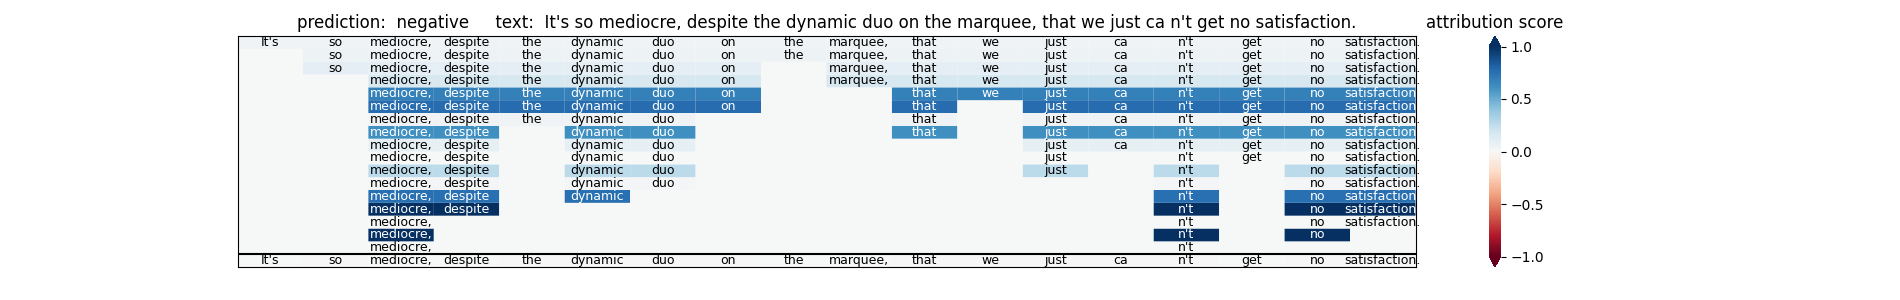 prediction:  negative     text:  It's so mediocre, despite the dynamic duo on the marquee, that we just ca n't get no satisfaction.     attribution score
It's so mediocre, despite the dynamic duo on the marquee, that we just ca n't get no satisfaction.
so mediocre, despite the dynamic duo on the marquee, that we just ca n't get no satisfaction.
so mediocre, despite the dynamic duo on marquee, that we just ca n't get no satisfaction.
mediocre, despite the dynamic duo on marquee, that we just ca n't get no satisfaction.
mediocre, despite the dynamic duo on that we just ca n't get no satisfaction.
mediocre, despite the dynamic duo on that just ca n't get no satisfaction.
mediocre, despite the dynamic duo that just ca n't get no satisfaction.
mediocre, despite dynamic duo that just ca n't get no satisfaction.
mediocre, despite dynamic duo just ca n't get no satisfaction.
mediocre, despite dynamic duo just n't get no satisfaction.
mediocre, despite dynamic duo just n't no satisfaction.
mediocre, despite dynamic duo n't no satisfaction.
mediocre, despite dynamic n't no satisfaction.
mediocre, despite n't no satisfaction.
mediocre, n't no satisfaction.
mediocre, n't no
mediocre, n't
It's so mediocre, despite the dynamic duo on the marquee, that we just ca n't get no satisfaction.
1.0
0.5
0.0
−0.5
−1.0